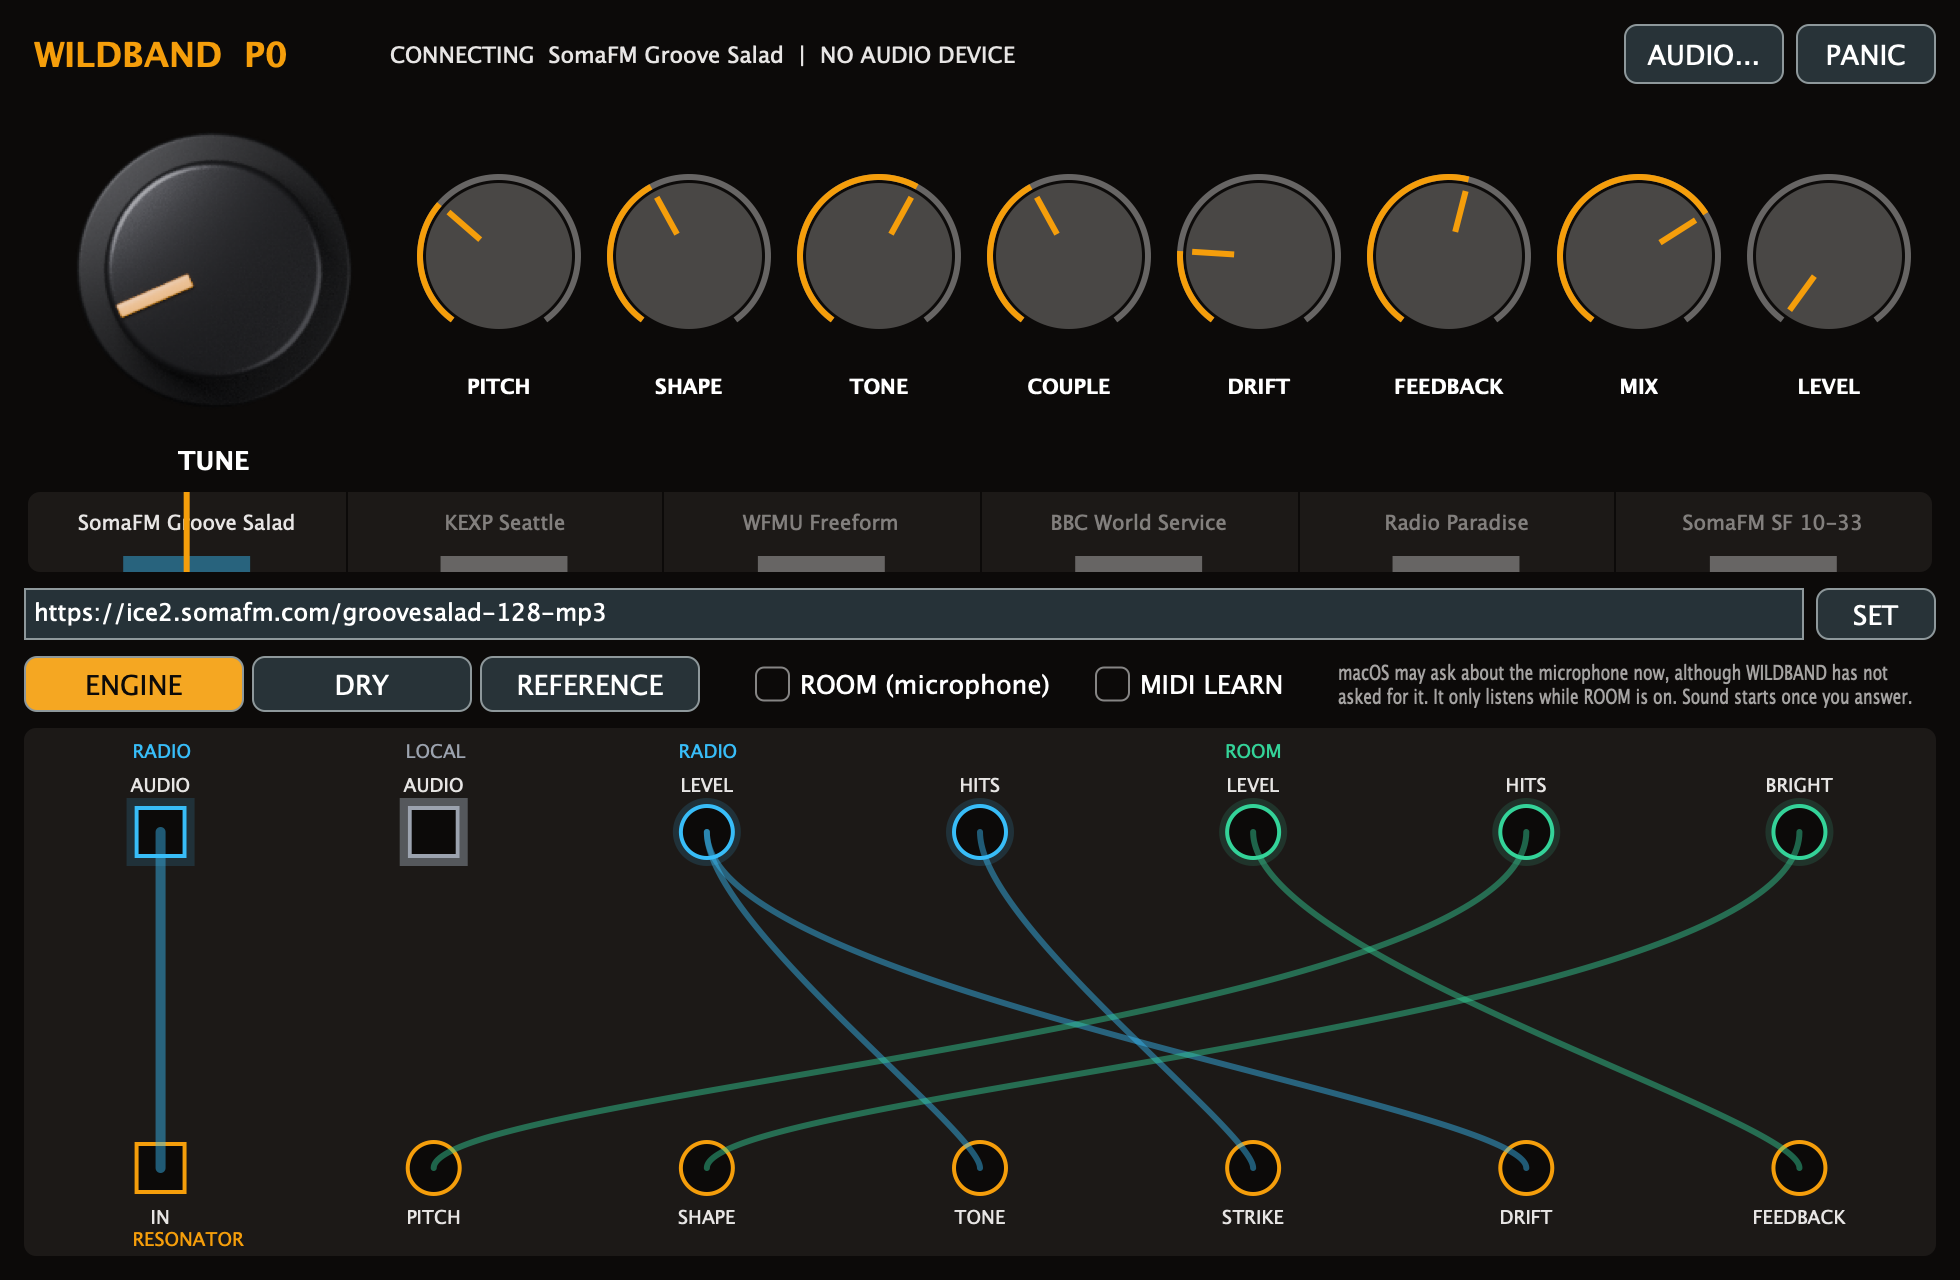 WILDBAND P0
CONNECTING SomaFM Groove Salad | NO AUDIO DEVICE
AUDIO...
PANIC
TUNE
PITCH
SHAPE
TONE
COUPLE
DRIFT
FEEDBACK
MIX
LEVEL
SomaFM Groove Salad
KEXP Seattle
WFMU Freeform
BBC World Service
Radio Paradise
SomaFM SF 10-33
https://ice2.somafm.com/groovesalad-128-mp3
SET
ENGINE
DRY
REFERENCE
ROOM (microphone)
MIDI LEARN
macOS may ask about the microphone now, although WILDBAND has not
asked for it. It only listens while ROOM is on. Sound starts once you answer.
RADIO
LOCAL
RADIO
ROOM
AUDIO
AUDIO
LEVEL
HITS
LEVEL
HITS
BRIGHT
IN
PITCH
SHAPE
TONE
STRIKE
DRIFT
FEEDBACK
RESONATOR